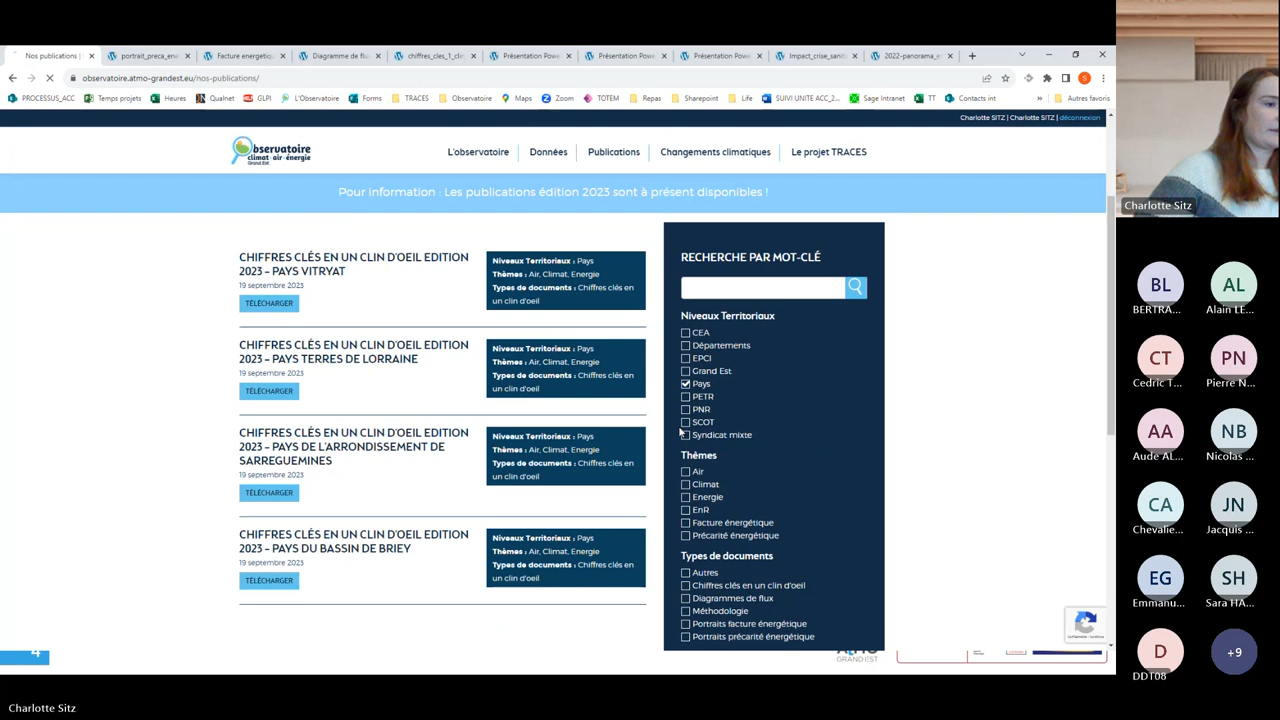 Nos publications |
portrait_preca_en
Facture energetiq
Diagramme de flu
chiffres_cles_1_cli
Présentation Powe
Présentation Powe
Présentation Powe
Impact_crise_sani
2022-panorama_e
observatoire.atmo-grandest.eu/nos-publications/
S
PROCESSUS_ACC
Temps projets
Heures
Qualnet
GLPI
L'Observatoire
Forms
TRACES
Observatoire
Maps
Zoom
TOTEM
Repas
Sharepoint
Life
SUIVI UNITE ACC_2...
Sage Intranet
TT
Contacts int
»
Autres favoris
Charlotte SITZ | Charlotte SITZ | déconnexion
bservatoire
climat·air·énergie
Grand Est
L'observatoire
Données
Publications
Changements climatiques
Le projet TRACES
Pour information : Les publications édition 2023 sont à présent disponibles !
CHIFFRES CLÉS EN UN CLIN D'OEIL EDITION
2023 – PAYS VITRYAT
19 septembre 2023
TÉLÉCHARGER
Niveaux Territoriaux : Pays
Thèmes : Air, Climat, Energie
Types de documents : Chiffres clés en
un clin d'oeil
CHIFFRES CLÉS EN UN CLIN D'OEIL EDITION
2023 – PAYS TERRES DE LORRAINE
19 septembre 2023
TÉLÉCHARGER
Niveaux Territoriaux : Pays
Thèmes : Air, Climat, Energie
Types de documents : Chiffres clés en
un clin d'oeil
CHIFFRES CLÉS EN UN CLIN D'OEIL EDITION
2023 – PAYS DE L'ARRONDISSEMENT DE
SARREGUEMINES
19 septembre 2023
TÉLÉCHARGER
Niveaux Territoriaux : Pays
Thèmes : Air, Climat, Energie
Types de documents : Chiffres clés en
un clin d'oeil
CHIFFRES CLÉS EN UN CLIN D'OEIL EDITION
2023 – PAYS DU BASSIN DE BRIEY
19 septembre 2023
TÉLÉCHARGER
Niveaux Territoriaux : Pays
Thèmes : Air, Climat, Energie
Types de documents : Chiffres clés en
un clin d'oeil
RECHERCHE PAR MOT-CLÉ
Niveaux Territoriaux
CEA
Départements
EPCI
Grand Est
Pays
PETR
PNR
SCOT
Syndicat mixte
Thèmes
Air
Climat
Energie
EnR
Facture énergétique
Précarité énergétique
Types de documents
Autres
Chiffres clés en un clin d'oeil
Diagrammes de flux
Méthodologie
Portraits facture énergétique
Portraits précarité énergétique
4
GRAND EST
Charlotte Sitz
BL
BERTRA...
AL
Alain LE...
CT
Cedric T...
PN
Pierre N...
AA
Aude AL...
NB
Nicolas ...
CA
Chevalie...
JN
Jacquis ...
EG
Emmanu...
SH
Sara HA...
D
DDT08
+9
Charlotte Sitz